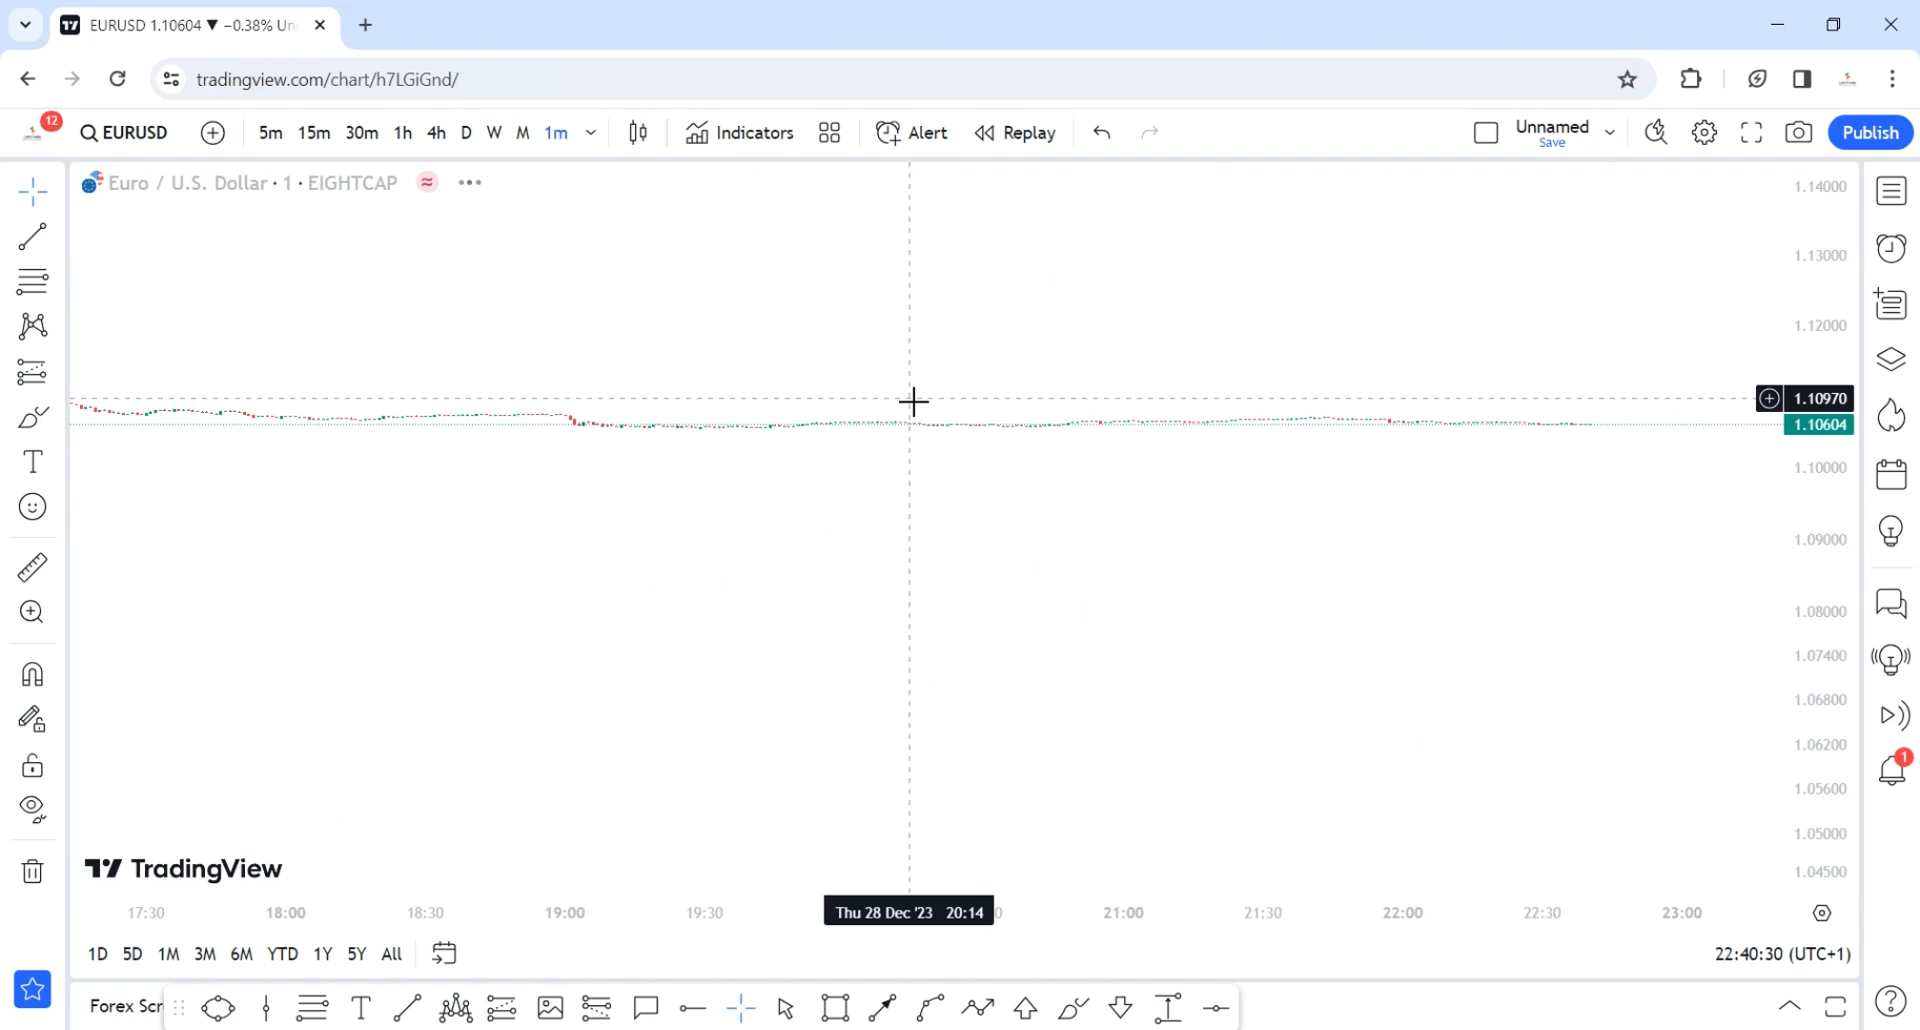 EURUSD 1.10604 ▼ −0.38% Un
tradingview.com/chart/h7LGiGnd/
12
EURUSD
5m 15m 30m 1h 4h D W M 1m
Indicators
Alert
Replay
Unnamed
Save
Publish
Euro / U.S. Dollar · 1 · EIGHTCAP
1.14000
1.13000
1.12000
1.10970
1.10604
1.10000
1.09000
1.08000
1.07400
1.06800
1.06200
1.05600
1.05000
1.04500
1
TradingView
17:30 18:00 18:30 19:00 19:30 Thu 28 Dec '23 20:14 0 21:00 21:30 22:00 22:30 23:00
1D 5D 1M 3M 6M YTD 1Y 5Y All
22:40:30 (UTC+1)
Forex Scr